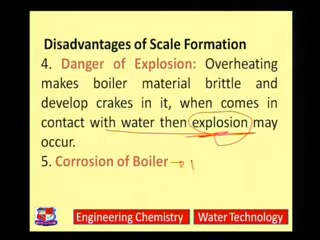 Disadvantages of Scale Formation
4. Danger of Explosion: Overheating
makes boiler material brittle and
develop crakes in it, when comes in
contact with water then explosion may
occur.
5. Corrosion of Boiler
Engineering Chemistry Water Technology